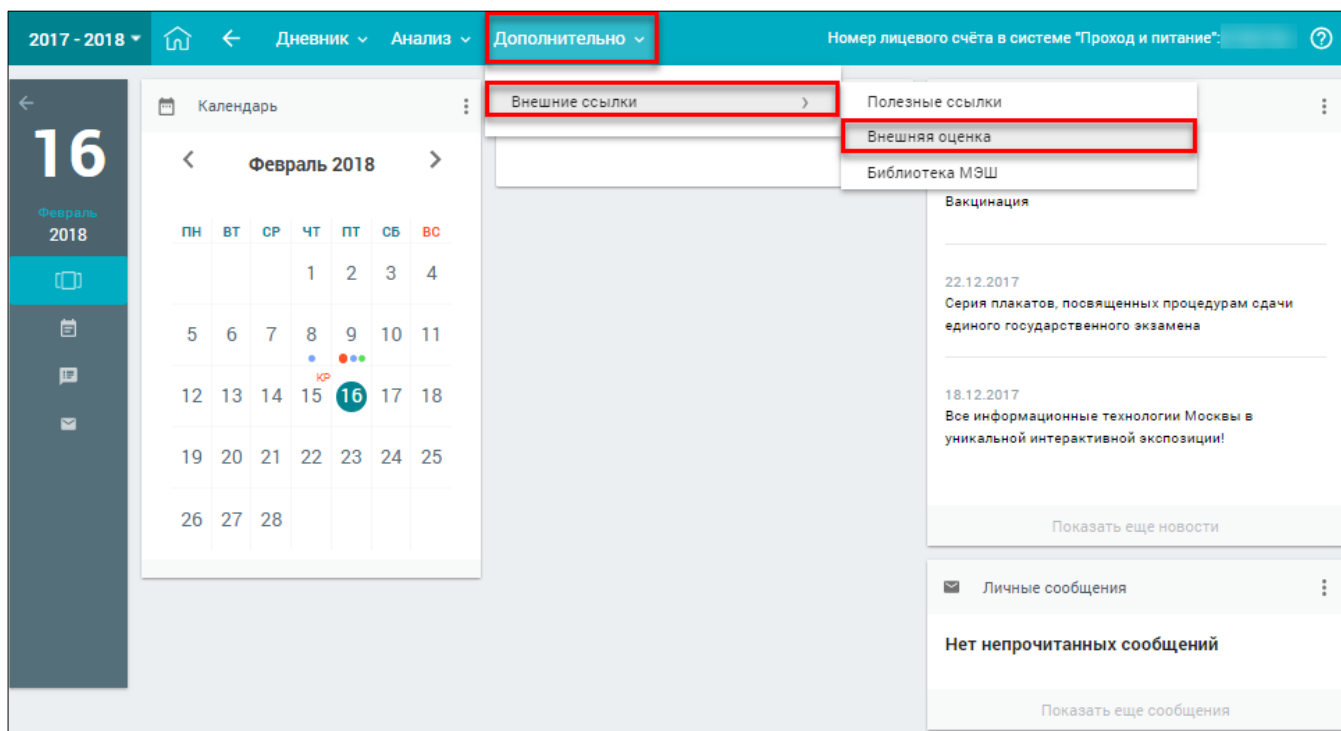 2017 - 2018 Дневник Анализ Дополнительно Номер лицевого счёта в системе "Проход и питание":
16
Февраль
2018
Календарь
Февраль 2018
ПН ВТ СР ЧТ ПТ СБ ВС
1 2 3 4
5 6 7 8 9 10 11
КР
12 13 14 15 16 17 18
19 20 21 22 23 24 25
26 27 28
Внешние ссылки
Полезные ссылки
Внешняя оценка
Библиотека МЭШ
Вакцинация
22.12.2017
Серия плакатов, посвященных процедурам сдачи
единого государственного экзамена
18.12.2017
Все информационные технологии Москвы в
уникальной интерактивной экспозиции!
Показать еще новости
Личные сообщения
Нет непрочитанных сообщений
Показать еще сообщения